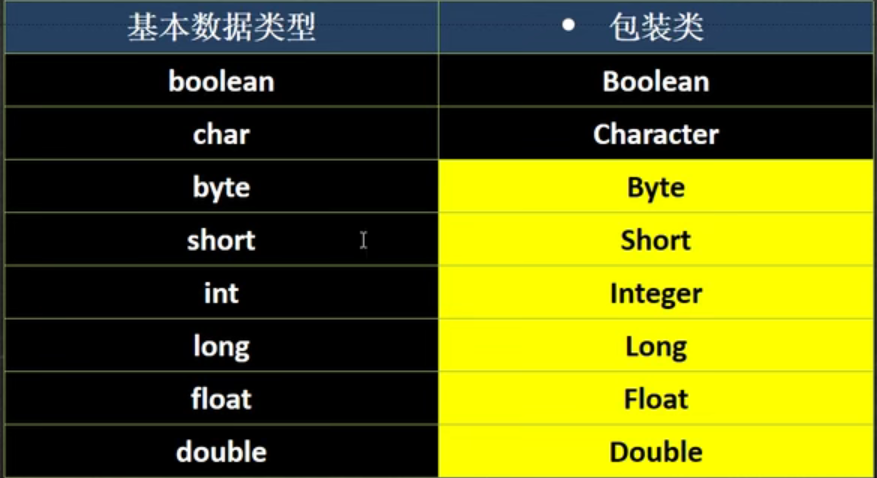 基本数据类型 • 包装类
boolean Boolean
char Character
byte Byte
short Short
int Integer
long Long
float Float
double Double